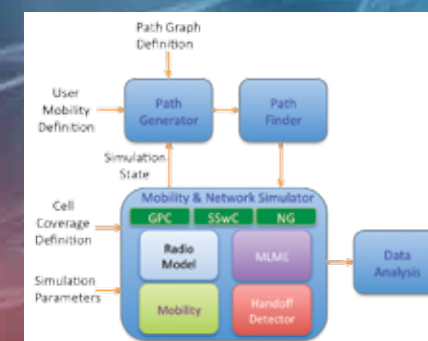 Path Graph
Definition
User
Mobility
Definition
Path
Generator
Path
Finder
Simulation
State
Cell
Coverage
Definition
Mobility & Network Simulator
GPC
SSwC
NG
Radio
Model
MLME
Data
Analysis
Simulation
Parameters
Mobility
Handoff
Detector